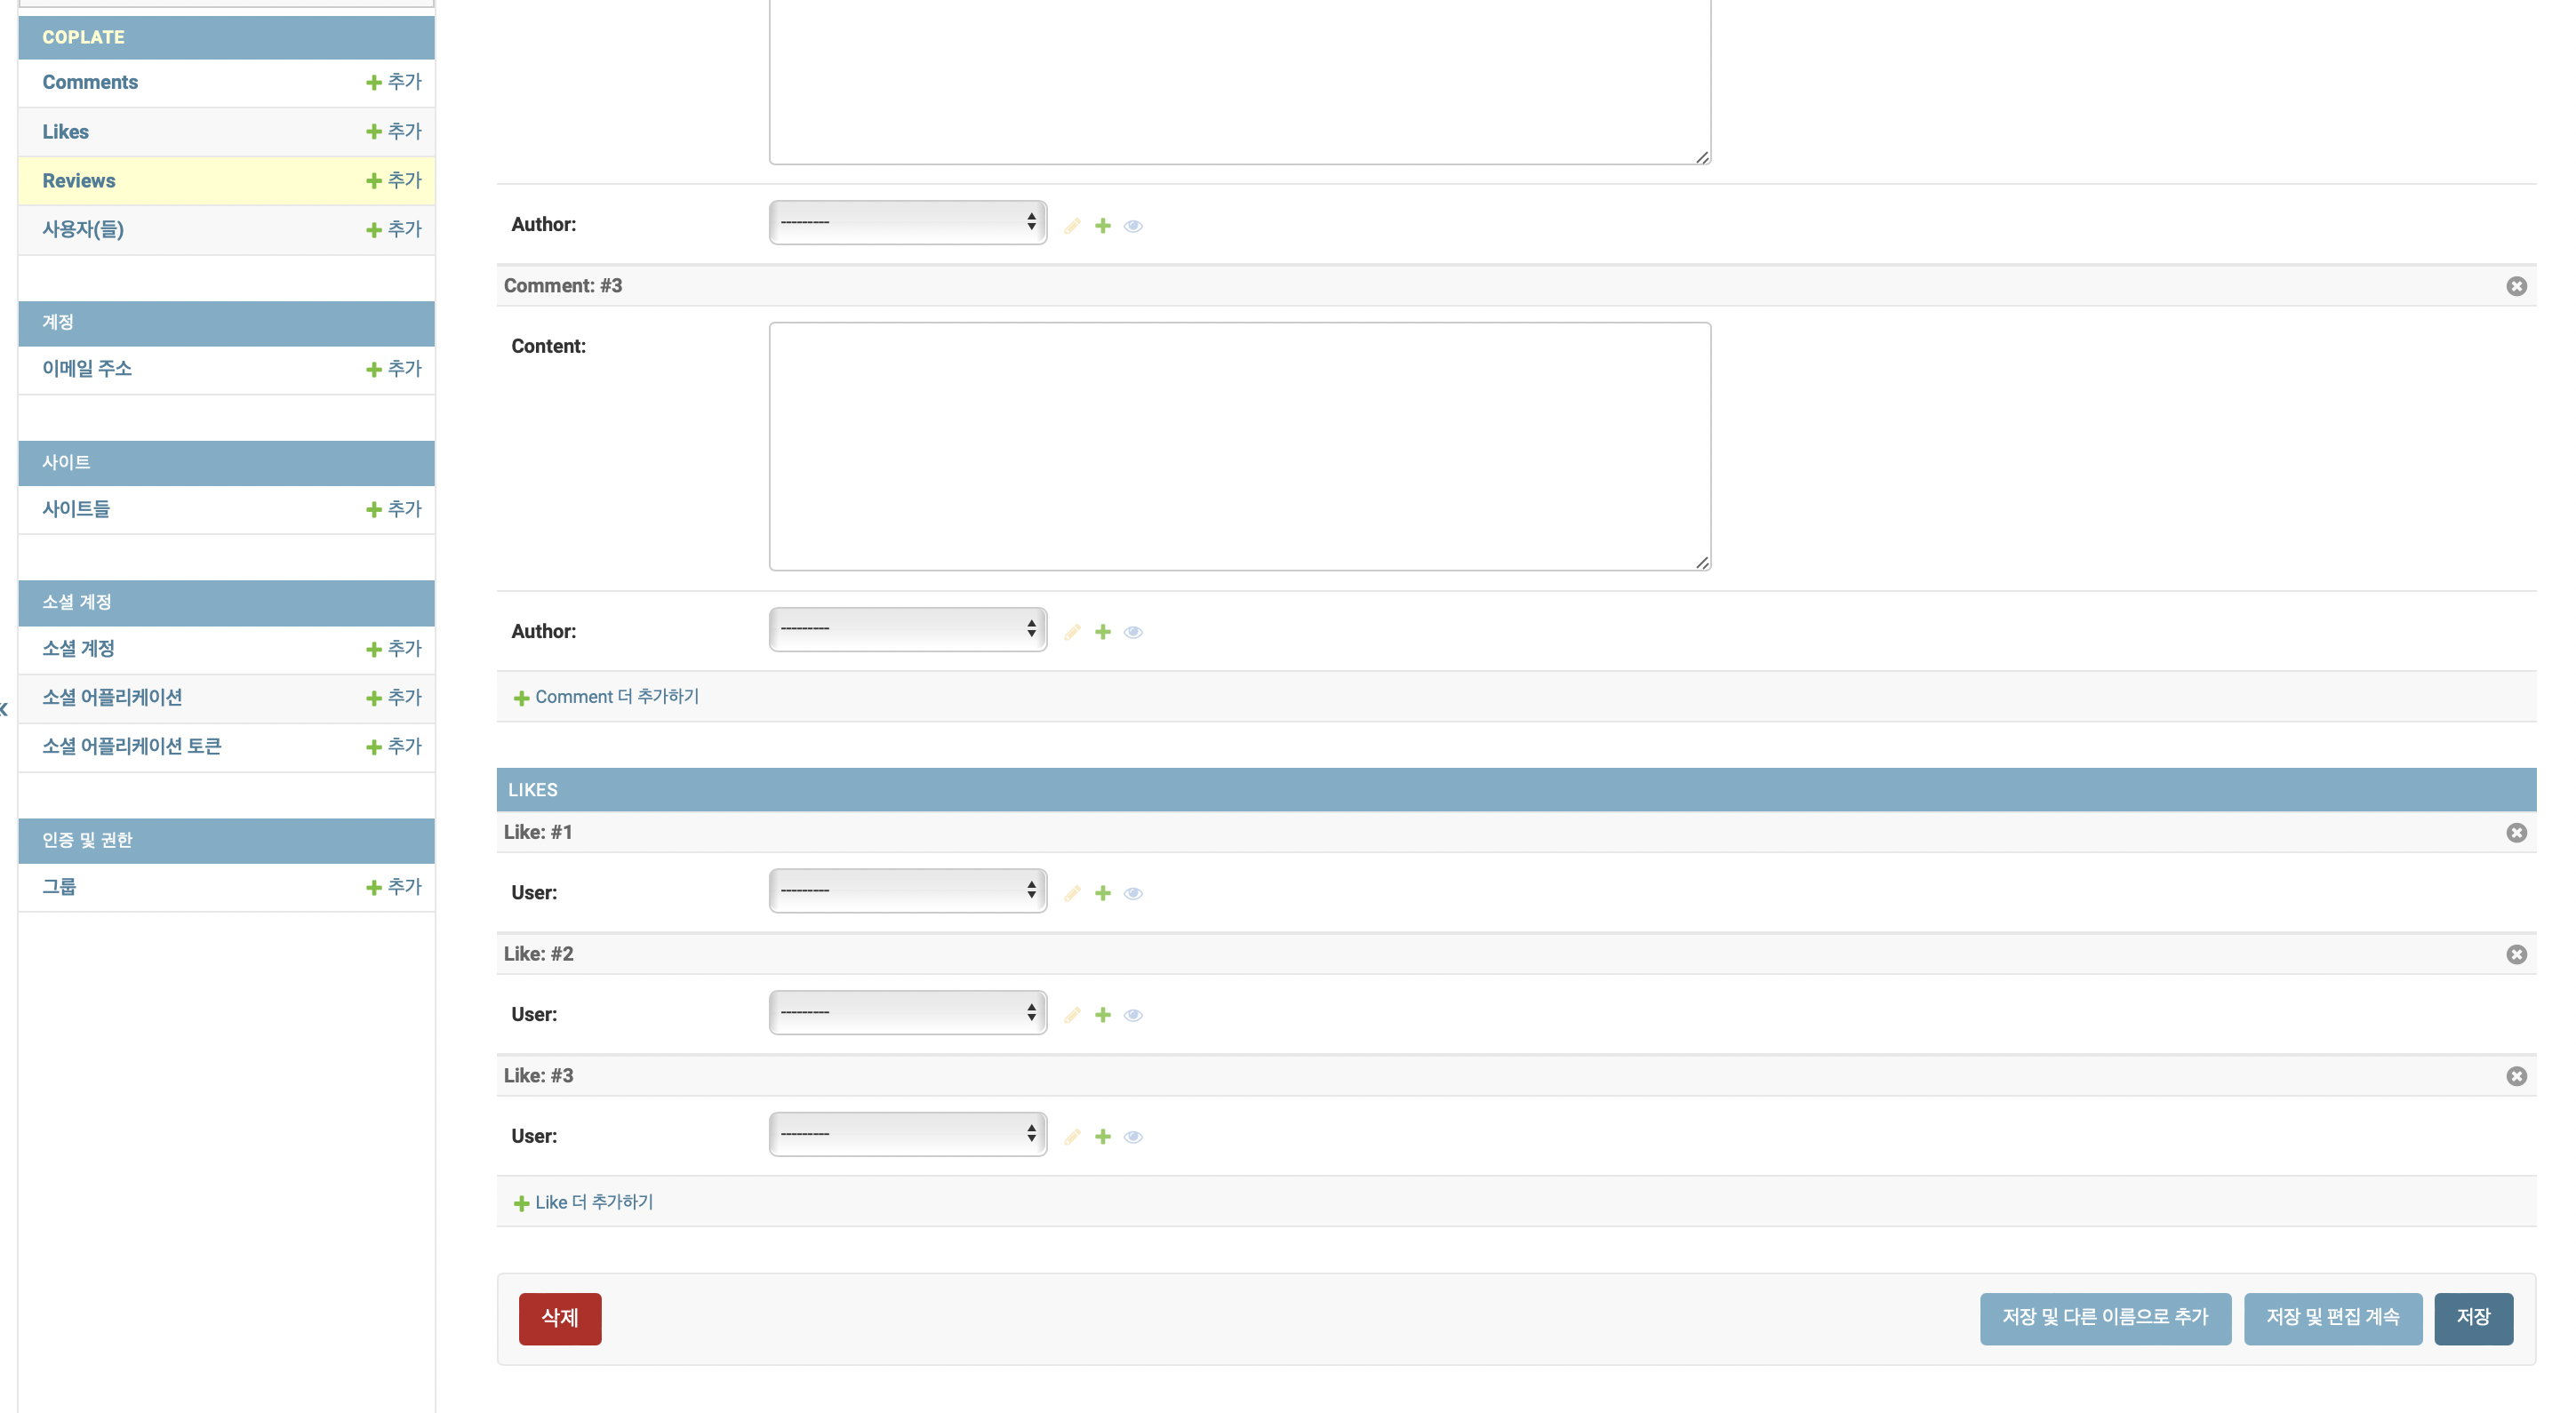 COPLATE
Comments 추가
Likes 추가
Reviews 추가
사용자(들) 추가
계정
이메일 주소 추가
사이트
사이트들 추가
소셜 계정
소셜 계정 추가
소셜 어플리케이션 추가
소셜 어플리케이션 토큰 추가
인증 및 권한
그룹 추가
Author: ---------
Comment: #3
Content:
Author: ---------
Comment 더 추가하기
LIKES
Like: #1
User: ---------
Like: #2
User: ---------
Like: #3
User: ---------
Like 더 추가하기
삭제 저장 및 다른 이름으로 추가 저장 및 편집 계속 저장